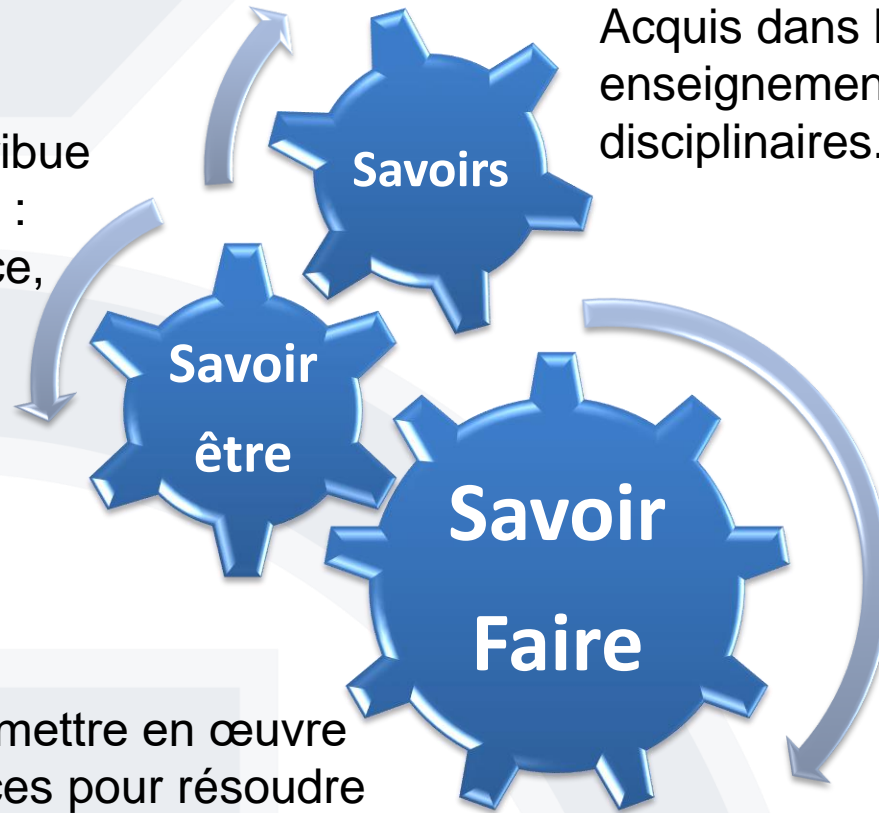 Acquis dans l
enseignemen
disciplinaires.
Savoirs
ibue
:
ce,
Savoir
être
Savoir
Faire
mettre en œuvre
ces pour résoudre